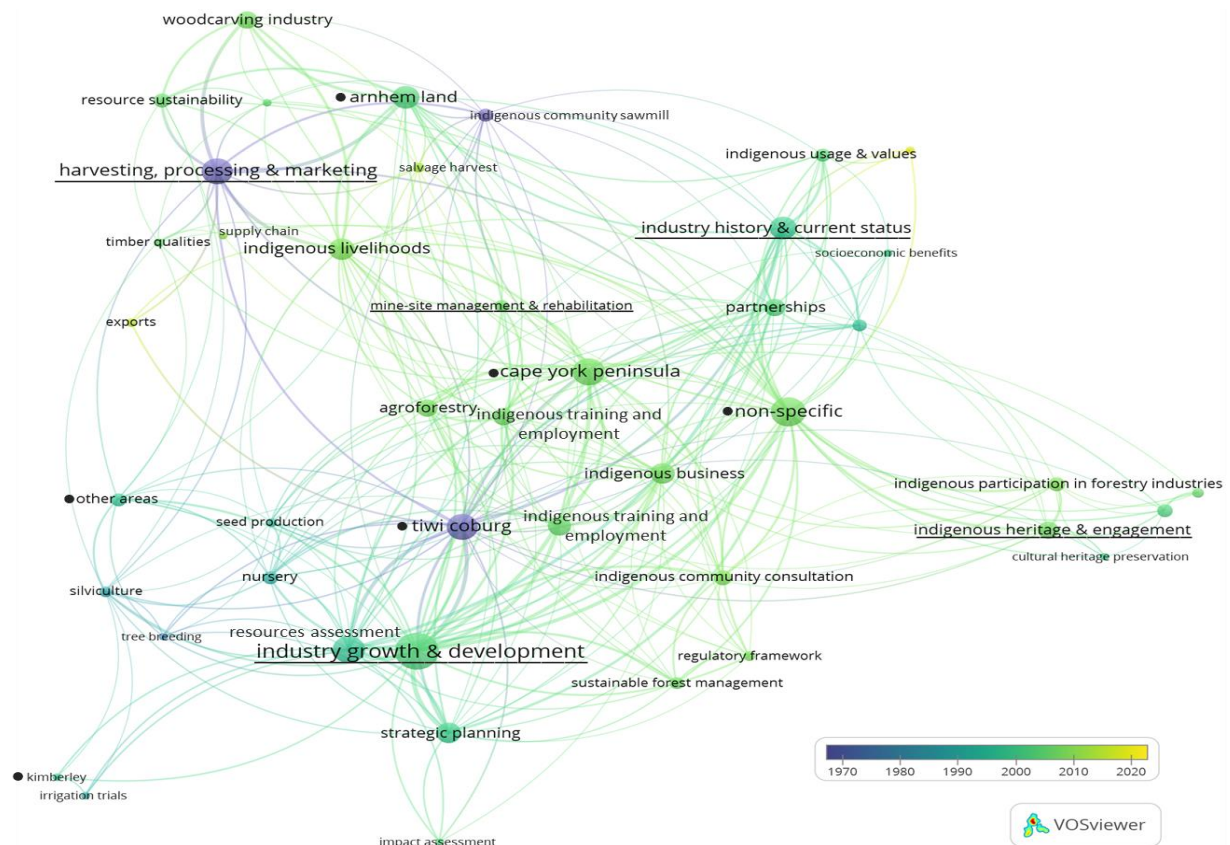 woodcarving industry
resource sustainability
arnhem land
indigenous community sawmill
indigenous usage & values
harvesting, processing & marketing
salvage harvest
industry history & current status
timber qualities
supply chain
indigenous livelihoods
socioeconomic benefits
exports
mine-site management & rehabilitation
partnerships
cape york peninsula
agroforestry
indigenous training and
employment
non-specific
indigenous business
indigenous participation in forestry industries
other areas
seed production
tiwi coburg
indigenous training and
employment
indigenous heritage & engagement
cultural heritage preservation
silviculture
nursery
indigenous community consultation
tree breeding
resources assessment
industry growth & development
regulatory framework
sustainable forest management
strategic planning
kimberley
irrigation trials
impact assessment
1970 1980 1990 2000 2010 2020
VOSviewer